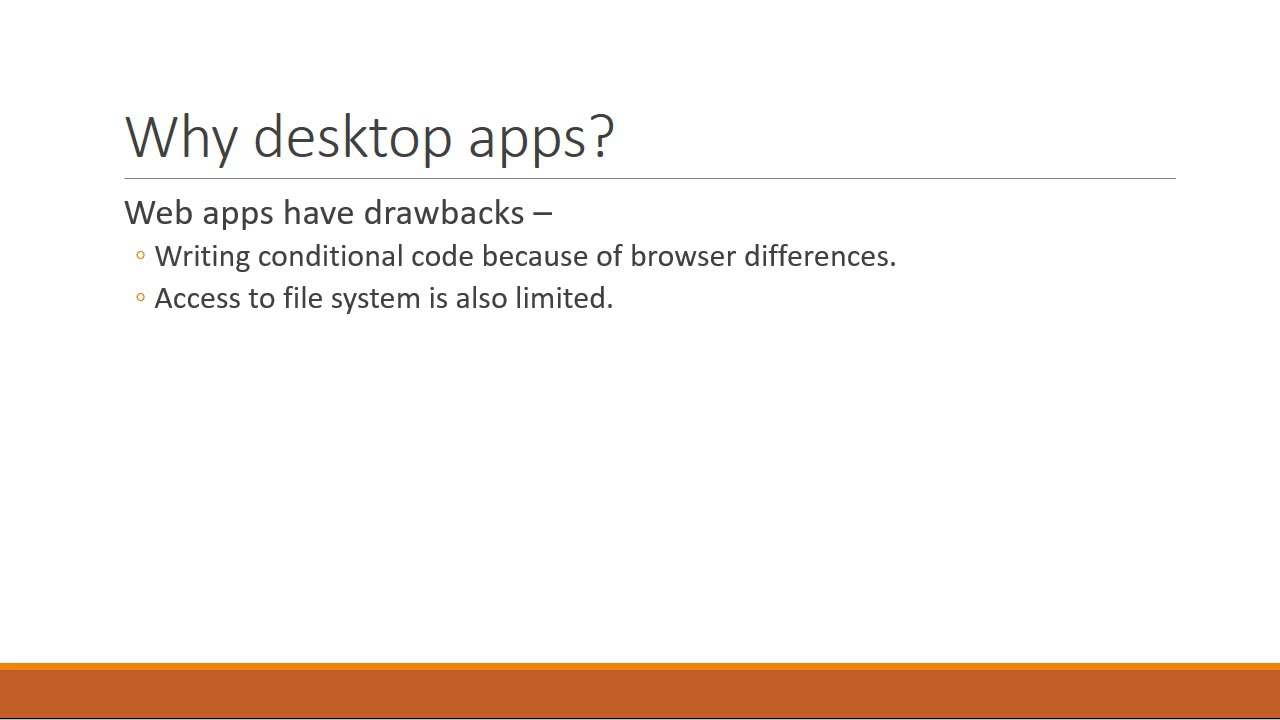 Why desktop apps?
Web apps have drawbacks –
◦ Writing conditional code because of browser differences.
◦ Access to file system is also limited.